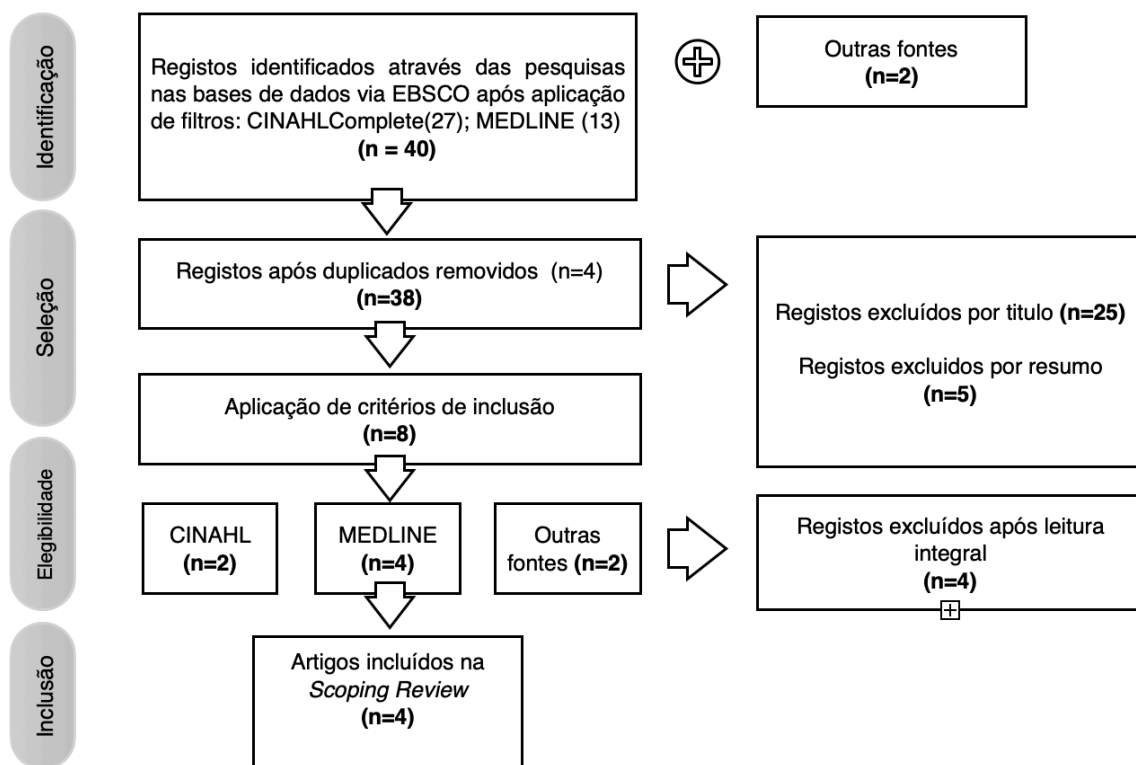 Identificação
Registos identificados através das pesquisas
nas bases de dados via EBSCO após aplicação
de filtros: CINAHLComplete(27); MEDLINE (13)
(n = 40)
Outras fontes
(n=2)
Seleção
Registos após duplicados removidos (n=4)
(n=38)
Registos excluídos por titulo (n=25)
Registos excluidos por resumo
(n=5)
Aplicação de critérios de inclusão
(n=8)
Elegibilidade
CINAHL
(n=2)
MEDLINE
(n=4)
Outras
fontes (n=2)
Registos excluídos após leitura
integral
(n=4)
Inclusão
Artigos incluídos na
Scoping Review
(n=4)